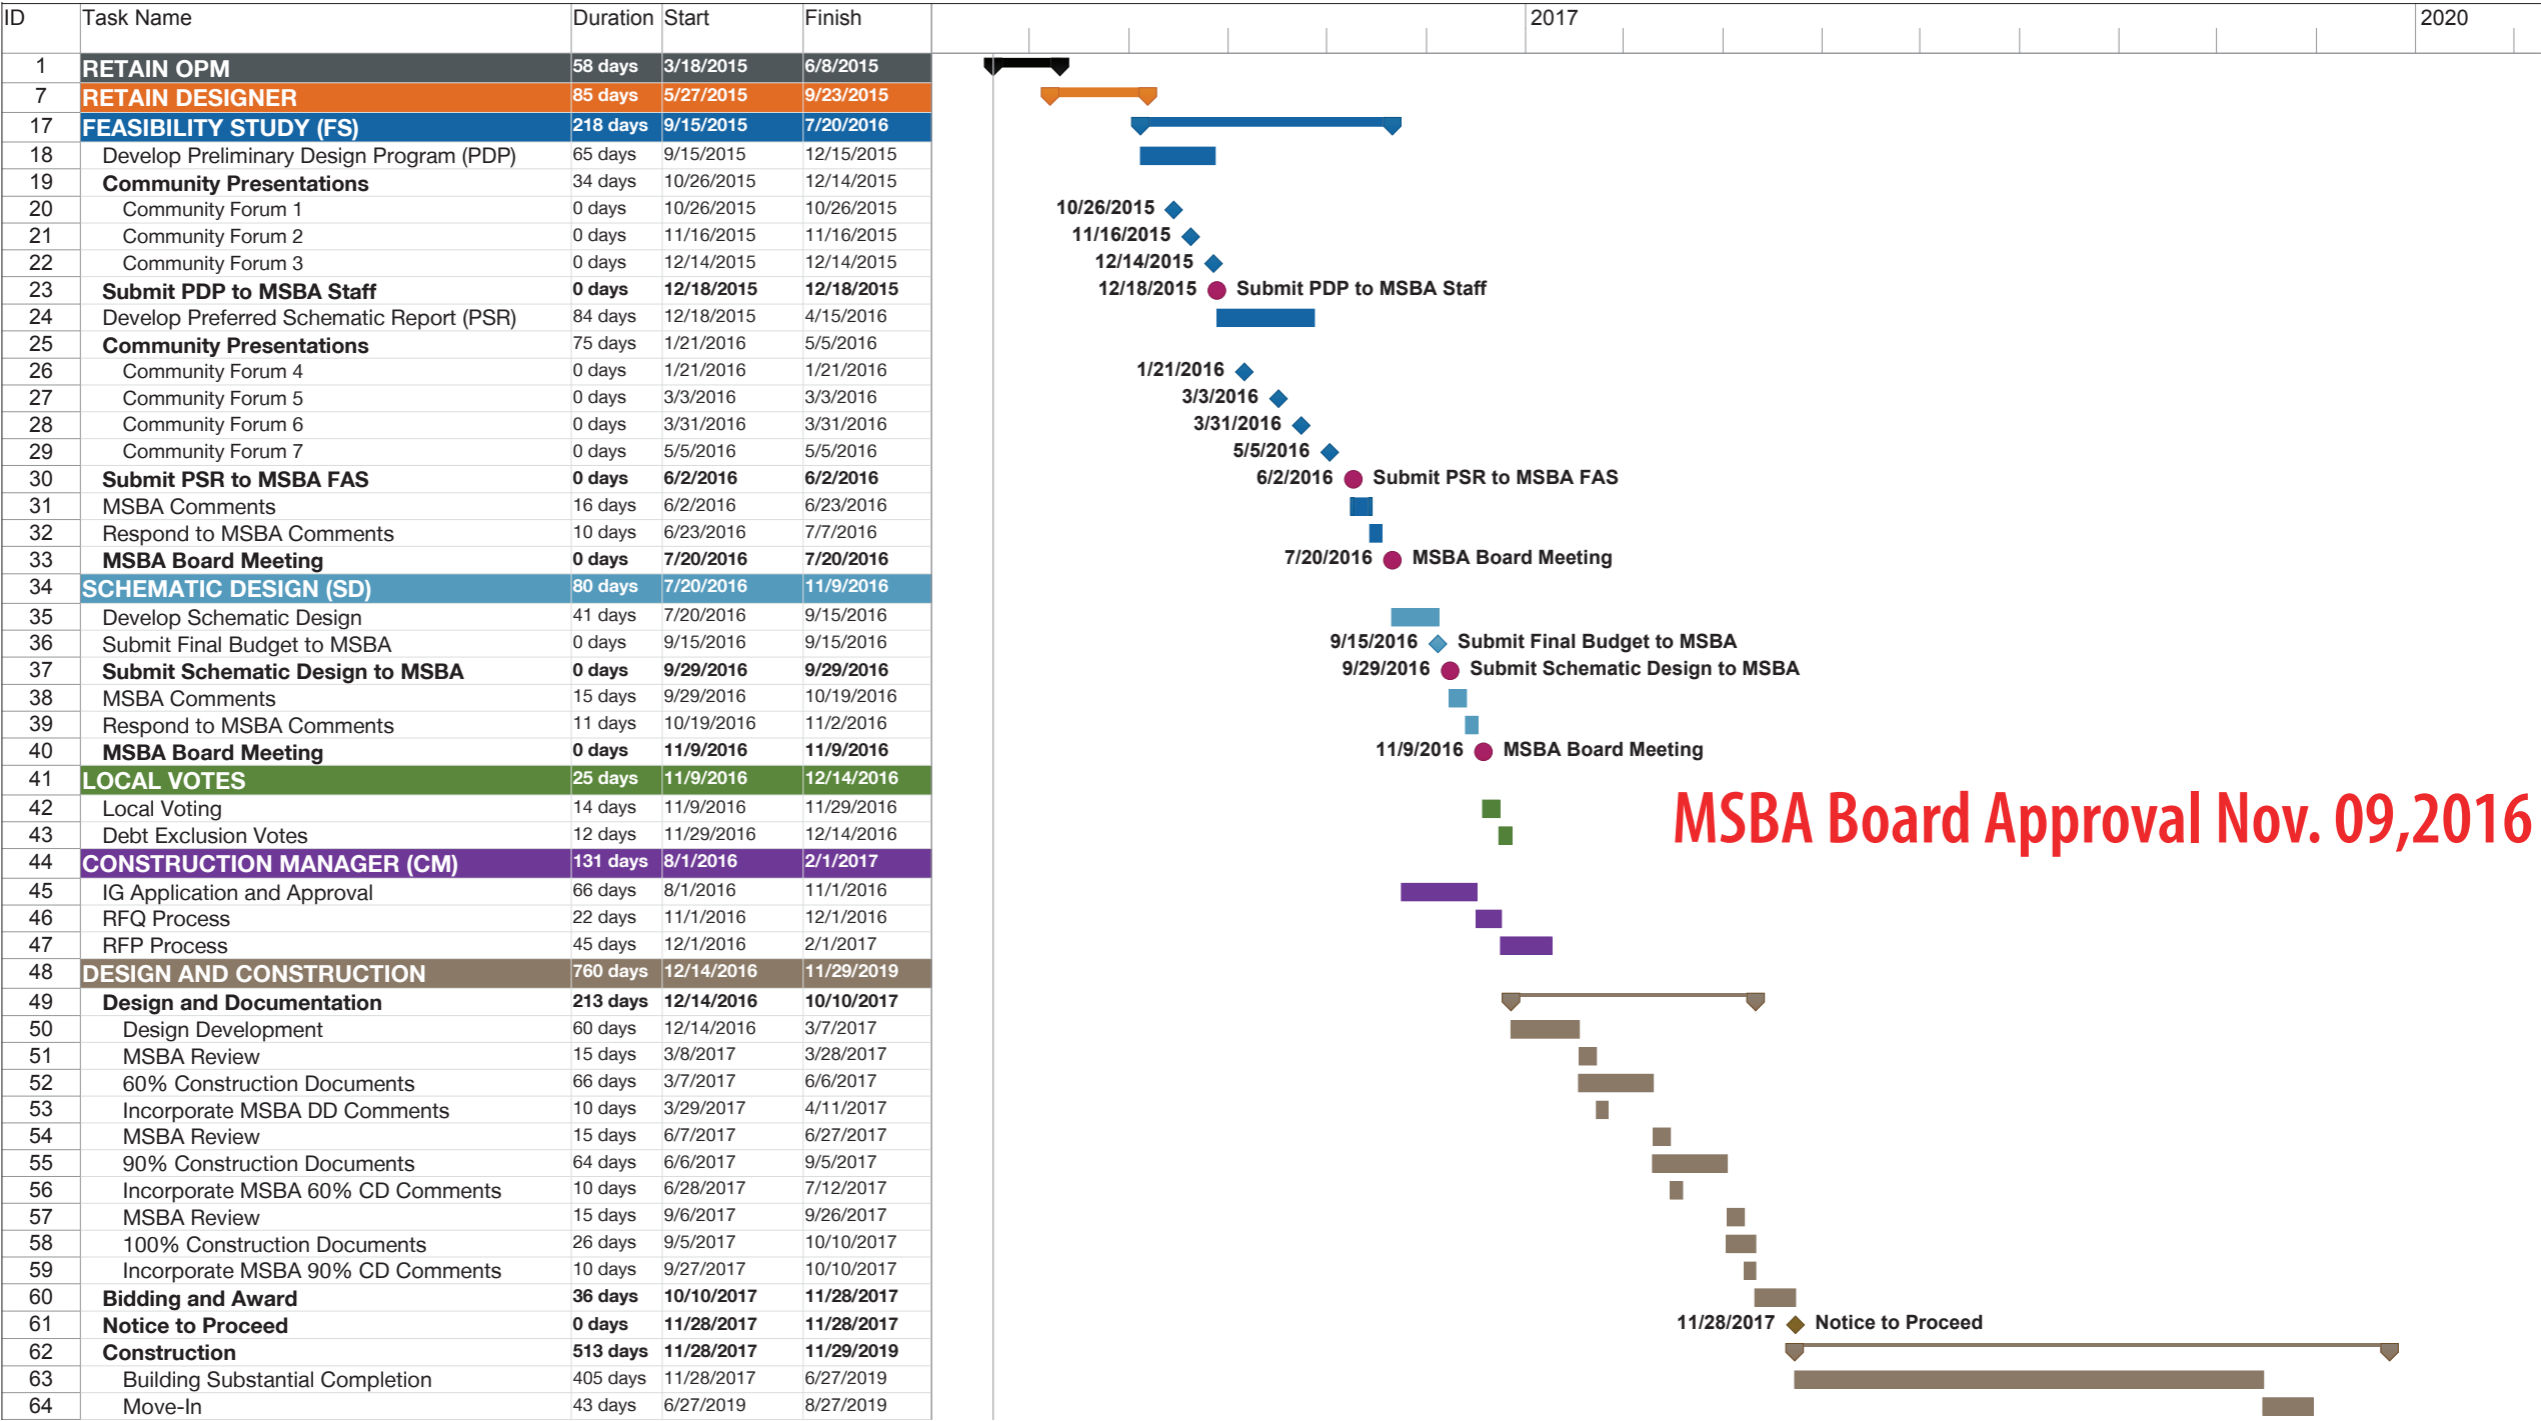 ID Task Name Duration Start Finish 2017 2020
1 RETAIN OPM 58 days 3/18/2015 6/8/2015
7 RETAIN DESIGNER 85 days 5/27/2015 9/23/2015
17 FEASIBILITY STUDY (FS) 218 days 9/15/2015 7/20/2016
18 Develop Preliminary Design Program (PDP) 65 days 9/15/2015 12/15/2015
19 Community Presentations 34 days 10/26/2015 12/14/2015
20 Community Forum 1 0 days 10/26/2015 10/26/2015 10/26/2015
21 Community Forum 2 0 days 11/16/2015 11/16/2015 11/16/2015
22 Community Forum 3 0 days 12/14/2015 12/14/2015 12/14/2015
23 Submit PDP to MSBA Staff 0 days 12/18/2015 12/18/2015 12/18/2015 Submit PDP to MSBA Staff
24 Develop Preferred Schematic Report (PSR) 84 days 12/18/2015 4/15/2016
25 Community Presentations 75 days 1/21/2016 5/5/2016
26 Community Forum 4 0 days 1/21/2016 1/21/2016 1/21/2016
27 Community Forum 5 0 days 3/3/2016 3/3/2016 3/3/2016
28 Community Forum 6 0 days 3/31/2016 3/31/2016 3/31/2016
29 Community Forum 7 0 days 5/5/2016 5/5/2016 5/5/2016
30 Submit PSR to MSBA FAS 0 days 6/2/2016 6/2/2016 6/2/2016 Submit PSR to MSBA FAS
31 MSBA Comments 16 days 6/2/2016 6/23/2016
32 Respond to MSBA Comments 10 days 6/23/2016 7/7/2016
33 MSBA Board Meeting 0 days 7/20/2016 7/20/2016 7/20/2016 MSBA Board Meeting
34 SCHEMATIC DESIGN (SD) 80 days 7/20/2016 11/9/2016
35 Develop Schematic Design 41 days 7/20/2016 9/15/2016
36 Submit Final Budget to MSBA 0 days 9/15/2016 9/15/2016 9/15/2016 Submit Final Budget to MSBA
37 Submit Schematic Design to MSBA 0 days 9/29/2016 9/29/2016 9/29/2016 Submit Schematic Design to MSBA
38 MSBA Comments 15 days 9/29/2016 10/19/2016
39 Respond to MSBA Comments 11 days 10/19/2016 11/2/2016
40 MSBA Board Meeting 0 days 11/9/2016 11/9/2016 11/9/2016 MSBA Board Meeting
41 LOCAL VOTES 25 days 11/9/2016 12/14/2016
42 Local Voting 14 days 11/9/2016 11/29/2016
MSBA Board Approval Nov. 09,2016
43 Debt Exclusion Votes 12 days 11/29/2016 12/14/2016
44 CONSTRUCTION MANAGER (CM) 131 days 8/1/2016 2/1/2017
45 IG Application and Approval 66 days 8/1/2016 11/1/2016
46 RFQ Process 22 days 11/1/2016 12/1/2016
47 RFP Process 45 days 12/1/2016 2/1/2017
48 DESIGN AND CONSTRUCTION 760 days 12/14/2016 11/29/2019
49 Design and Documentation 213 days 12/14/2016 10/10/2017
50 Design Development 60 days 12/14/2016 3/7/2017
51 MSBA Review 15 days 3/8/2017 3/28/2017
52 60% Construction Documents 66 days 3/7/2017 6/6/2017
53 Incorporate MSBA DD Comments 10 days 3/29/2017 4/11/2017
54 MSBA Review 15 days 6/7/2017 6/27/2017
55 90% Construction Documents 64 days 6/6/2017 9/5/2017
56 Incorporate MSBA 60% CD Comments 10 days 6/28/2017 7/12/2017
57 MSBA Review 15 days 9/6/2017 9/26/2017
58 100% Construction Documents 26 days 9/5/2017 10/10/2017
59 Incorporate MSBA 90% CD Comments 10 days 9/27/2017 10/10/2017
60 Bidding and Award 36 days 10/10/2017 11/28/2017
61 Notice to Proceed 0 days 11/28/2017 11/28/2017 11/28/2017 Notice to Proceed
62 Construction 513 days 11/28/2017 11/29/2019
63 Building Substantial Completion 405 days 11/28/2017 6/27/2019
64 Move-In 43 days 6/27/2019 8/27/2019